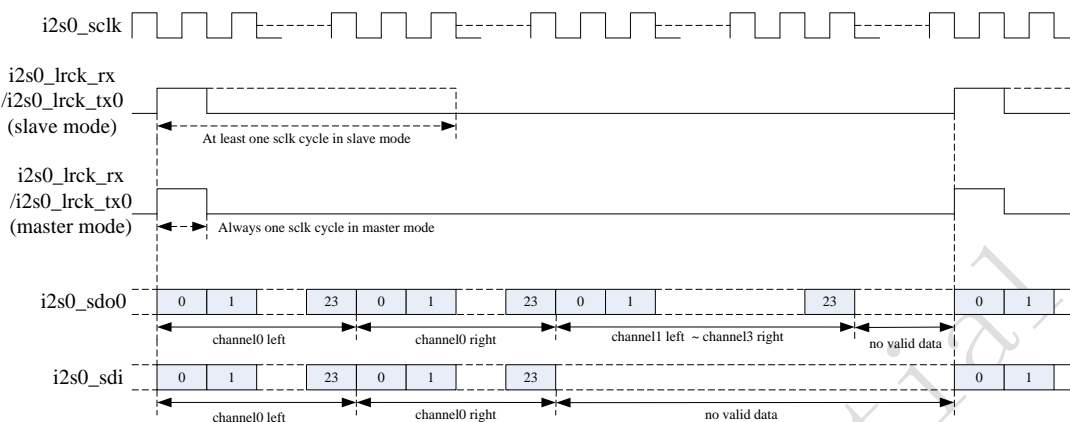 i2s0_sclk
i2s0_lrck_rx
/i2s0_lrck_tx0
(slave mode)
At least one sclk cycle in slave mode
i2s0_lrck_rx
/i2s0_lrck_tx0
(master mode)
Always one sclk cycle in master mode
i2s0_sdo0 0 1 23 0 1 23 0 1 23 0 1
channel0 left channel0 right channel1 left ~ channel3 right no valid data
i2s0_sdi 0 1 23 0 1 23 0 1
channel0 left channel0 right no valid data